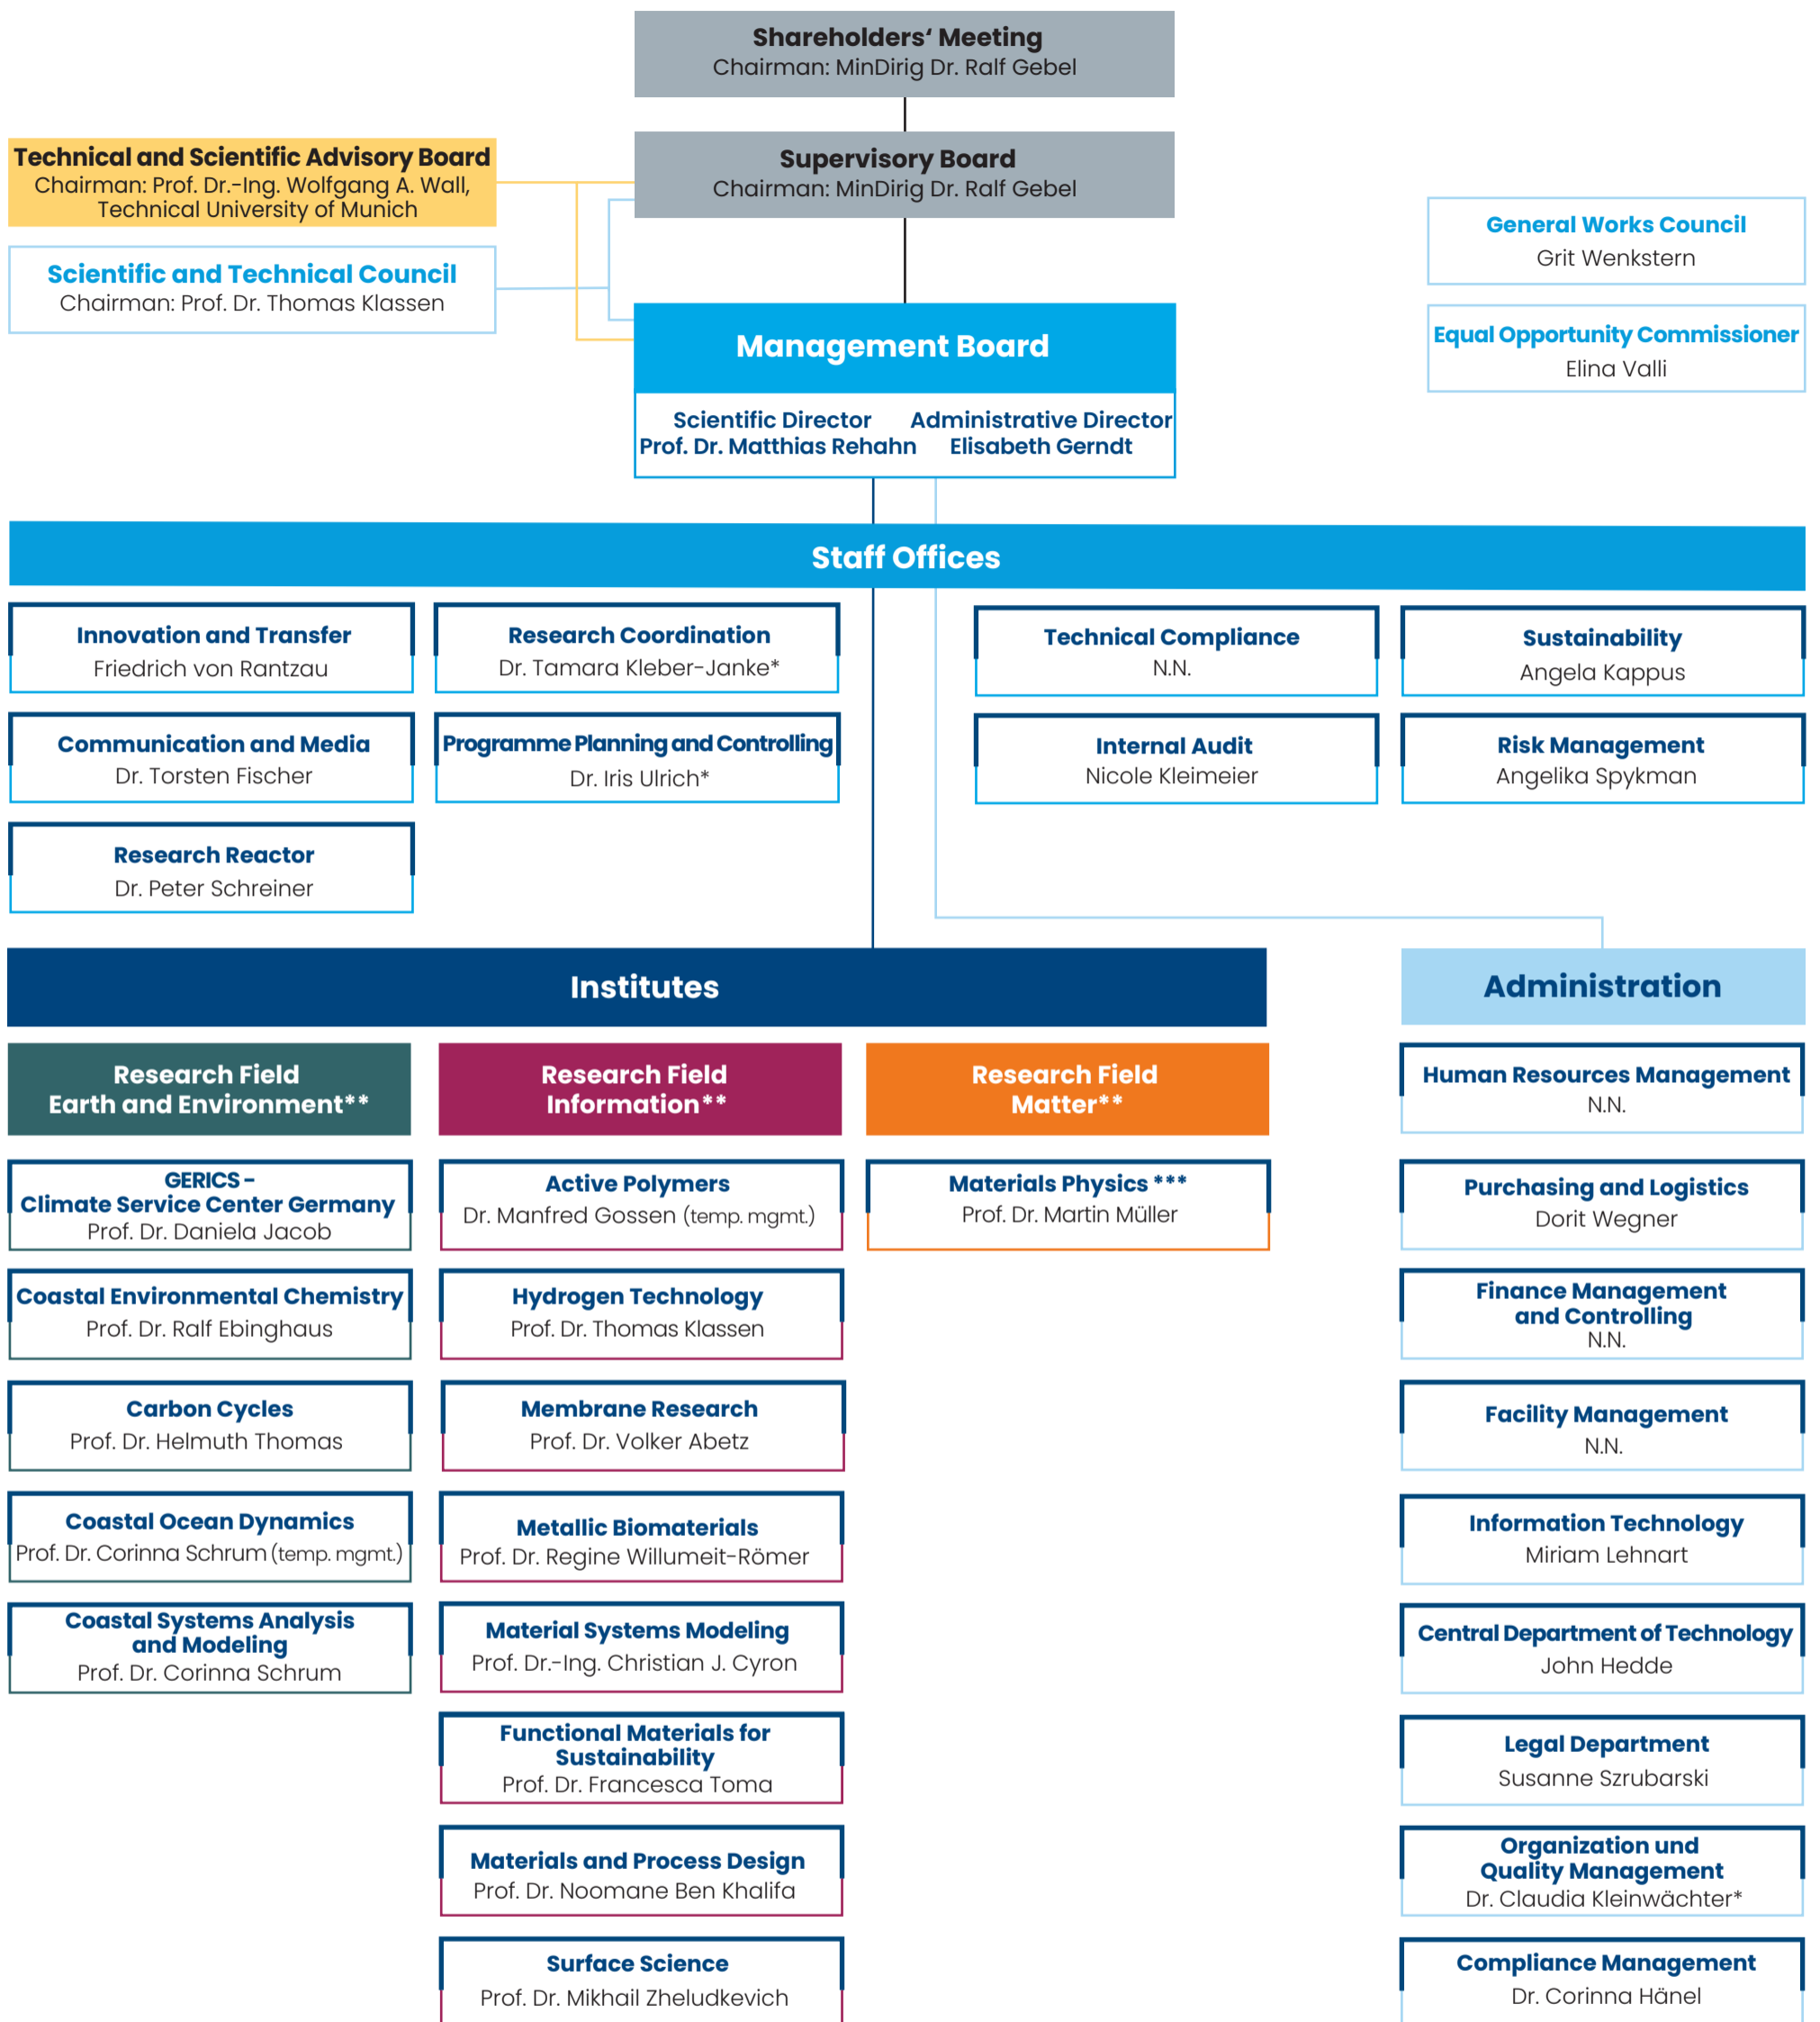 Shareholders‘ Meeting
Chairman: MinDirig Dr. Ralf Gebel
Technical and Scientific Advisory Board
Chairman: Prof. Dr.-Ing. Wolfgang A. Wall,
Technical University of Munich
Supervisory Board
Chairman: MinDirig Dr. Ralf Gebel
Scientific and Technical Council
Chairman: Prof. Dr. Thomas Klassen
General Works Council
Grit Wenkstern
Equal Opportunity Commissioner
Elina Valli
Management Board
Scientific Director
Prof. Dr. Matthias Rehahn
Administrative Director
Elisabeth Gerndt
Staff Offices
Innovation and Transfer
Friedrich von Rantzau
Research Coordination
Dr. Tamara Kleber-Janke*
Technical Compliance
N.N.
Sustainability
Angela Kappus
Communication and Media
Dr. Torsten Fischer
Programme Planning and Controlling
Dr. Iris Ulrich*
Internal Audit
Nicole Kleimeier
Risk Management
Angelika Spykman
Research Reactor
Dr. Peter Schreiner
Institutes
Research Field
Earth and Environment**
GERICS –
Climate Service Center Germany
Prof. Dr. Daniela Jacob
Coastal Environmental Chemistry
Prof. Dr. Ralf Ebinghaus
Carbon Cycles
Prof. Dr. Helmuth Thomas
Coastal Ocean Dynamics
Prof. Dr. Corinna Schrum (temp. mgmt.)
Coastal Systems Analysis
and Modeling
Prof. Dr. Corinna Schrum
Research Field
Information**
Active Polymers
Dr. Manfred Gossen (temp. mgmt.)
Hydrogen Technology
Prof. Dr. Thomas Klassen
Membrane Research
Prof. Dr. Volker Abetz
Metallic Biomaterials
Prof. Dr. Regine Willumeit-Römer
Material Systems Modeling
Prof. Dr.-Ing. Christian J. Cyron
Functional Materials for
Sustainability
Prof. Dr. Francesca Toma
Materials and Process Design
Prof. Dr. Noomane Ben Khalifa
Surface Science
Prof. Dr. Mikhail Zheludkevich
Research Field
Matter**
Materials Physics ***
Prof. Dr. Martin Müller
Administration
Human Resources Management
N.N.
Purchasing and Logistics
Dorit Wegner
Finance Management
and Controlling
N.N.
Facility Management
N.N.
Information Technology
Miriam Lehnart
Central Department of Technology
John Hedde
Legal Department
Susanne Szrubarski
Organization und
Quality Management
Dr. Claudia Kleinwächter*
Compliance Management
Dr. Corinna Hänel